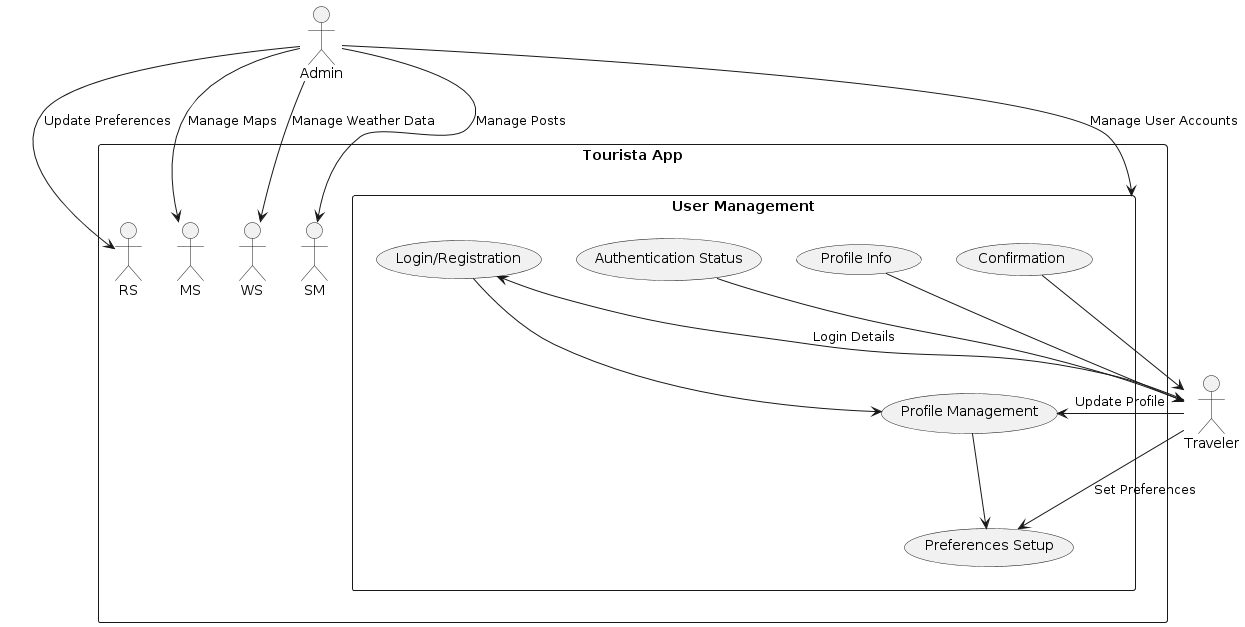 Admin
Update Preferences
Manage Maps
Manage Weather Data
Manage Posts
Manage User Accounts
Tourista App
User Management
RS
MS
WS
SM
Login/Registration
Authentication Status
Profile Info
Confirmation
Login Details
Profile Management
Update Profile
Traveler
Set Preferences
Preferences Setup